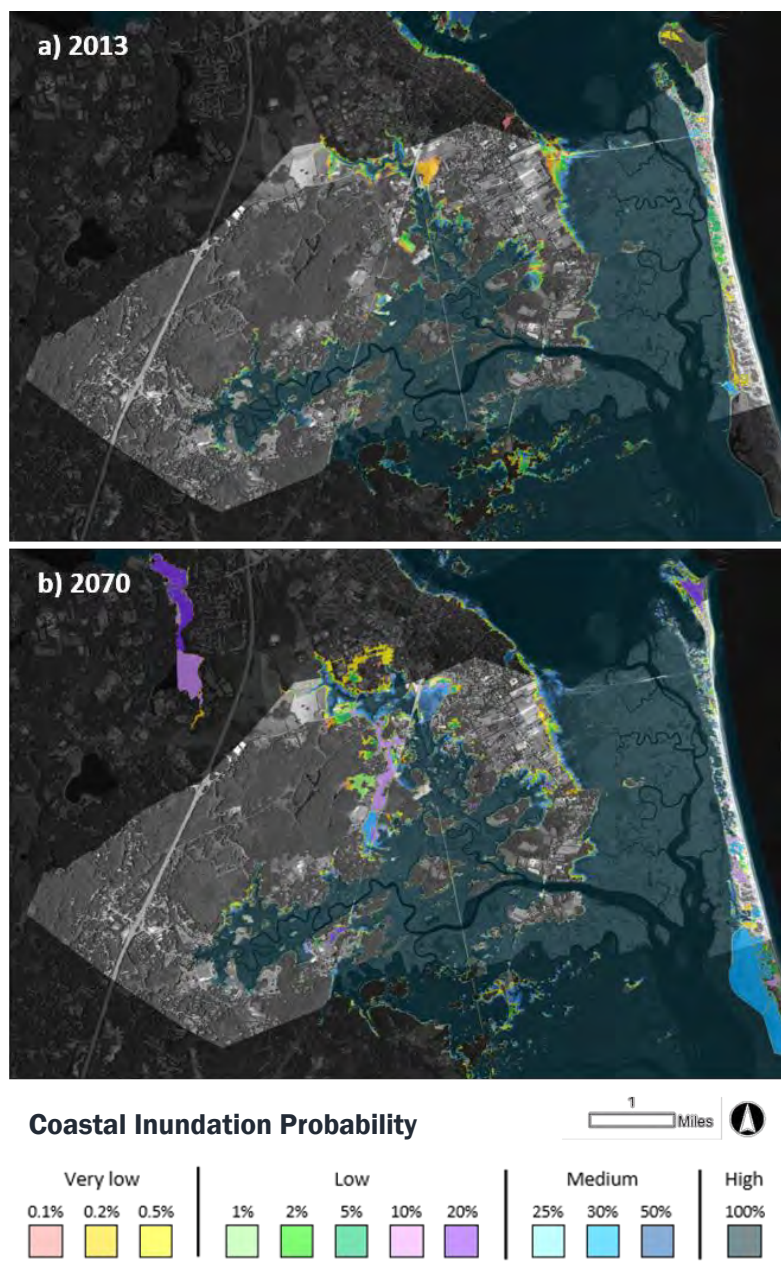 a) 2013
b) 2070
Coastal Inundation Probability
1
Miles
Very low Low Medium High
0.1% 0.2% 0.5% 1% 2% 5% 10% 20% 25% 30% 50% 100%